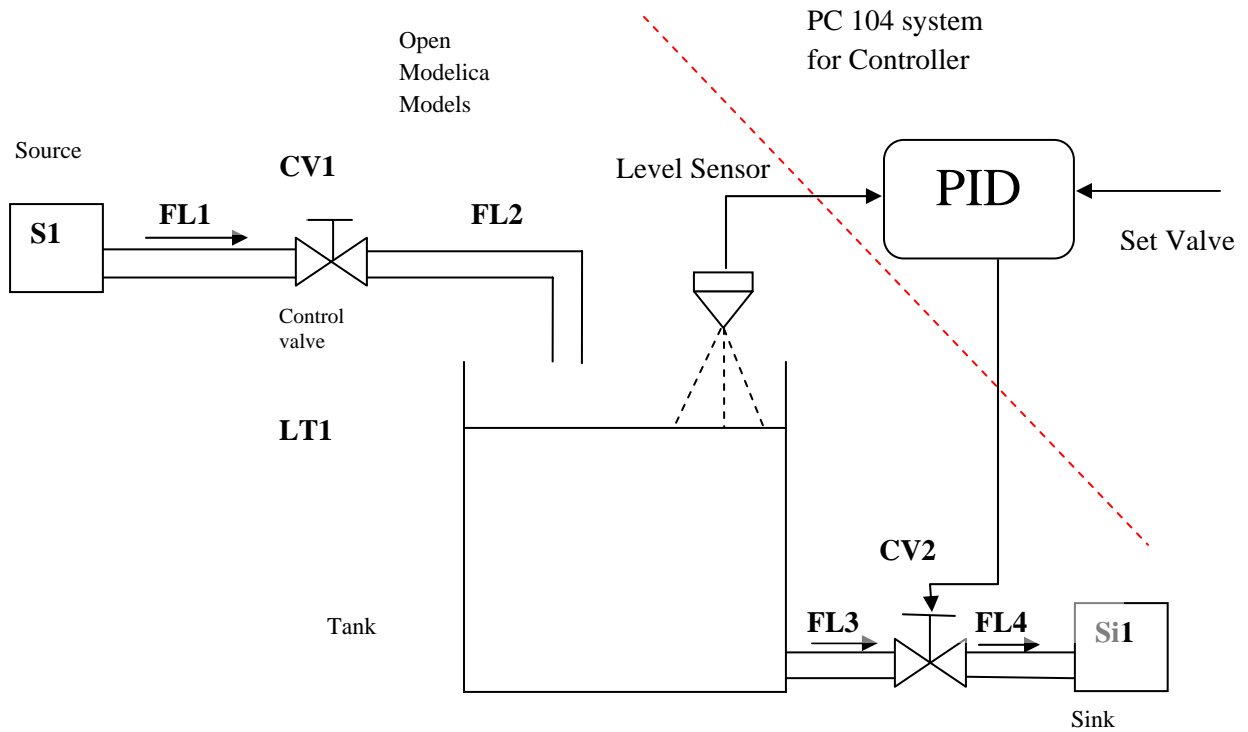 PC 104 system
for Controller
Open
Modelica
Models
Source
CV1
Level Sensor
PID
S1
FL1
FL2
Set Valve
Control
valve
LT1
CV2
Tank
FL3
FL4
Si1
Sink